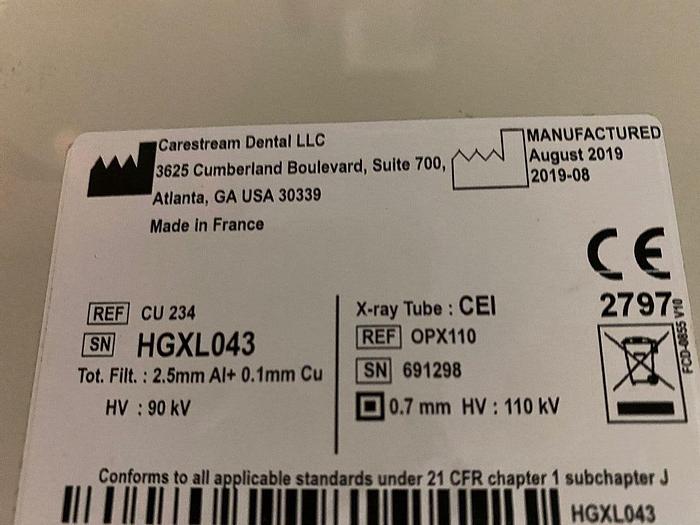 Carestream Dental LLC
3625 Cumberland Boulevard, Suite 700,
Atlanta, GA USA 30339
Made in France
MANUFACTURED
August 2019
2019-08
CE
2797
FCD-0855 V10
REF CU 234
SN HGXL043
Tot. Filt. : 2.5mm Al+ 0.1mm Cu
HV : 90 kV
X-ray Tube : CEI
REF OPX110
SN 691298
0.7 mm HV : 110 kV
Conforms to all applicable standards under 21 CFR chapter 1 subchapter J
HGXL043